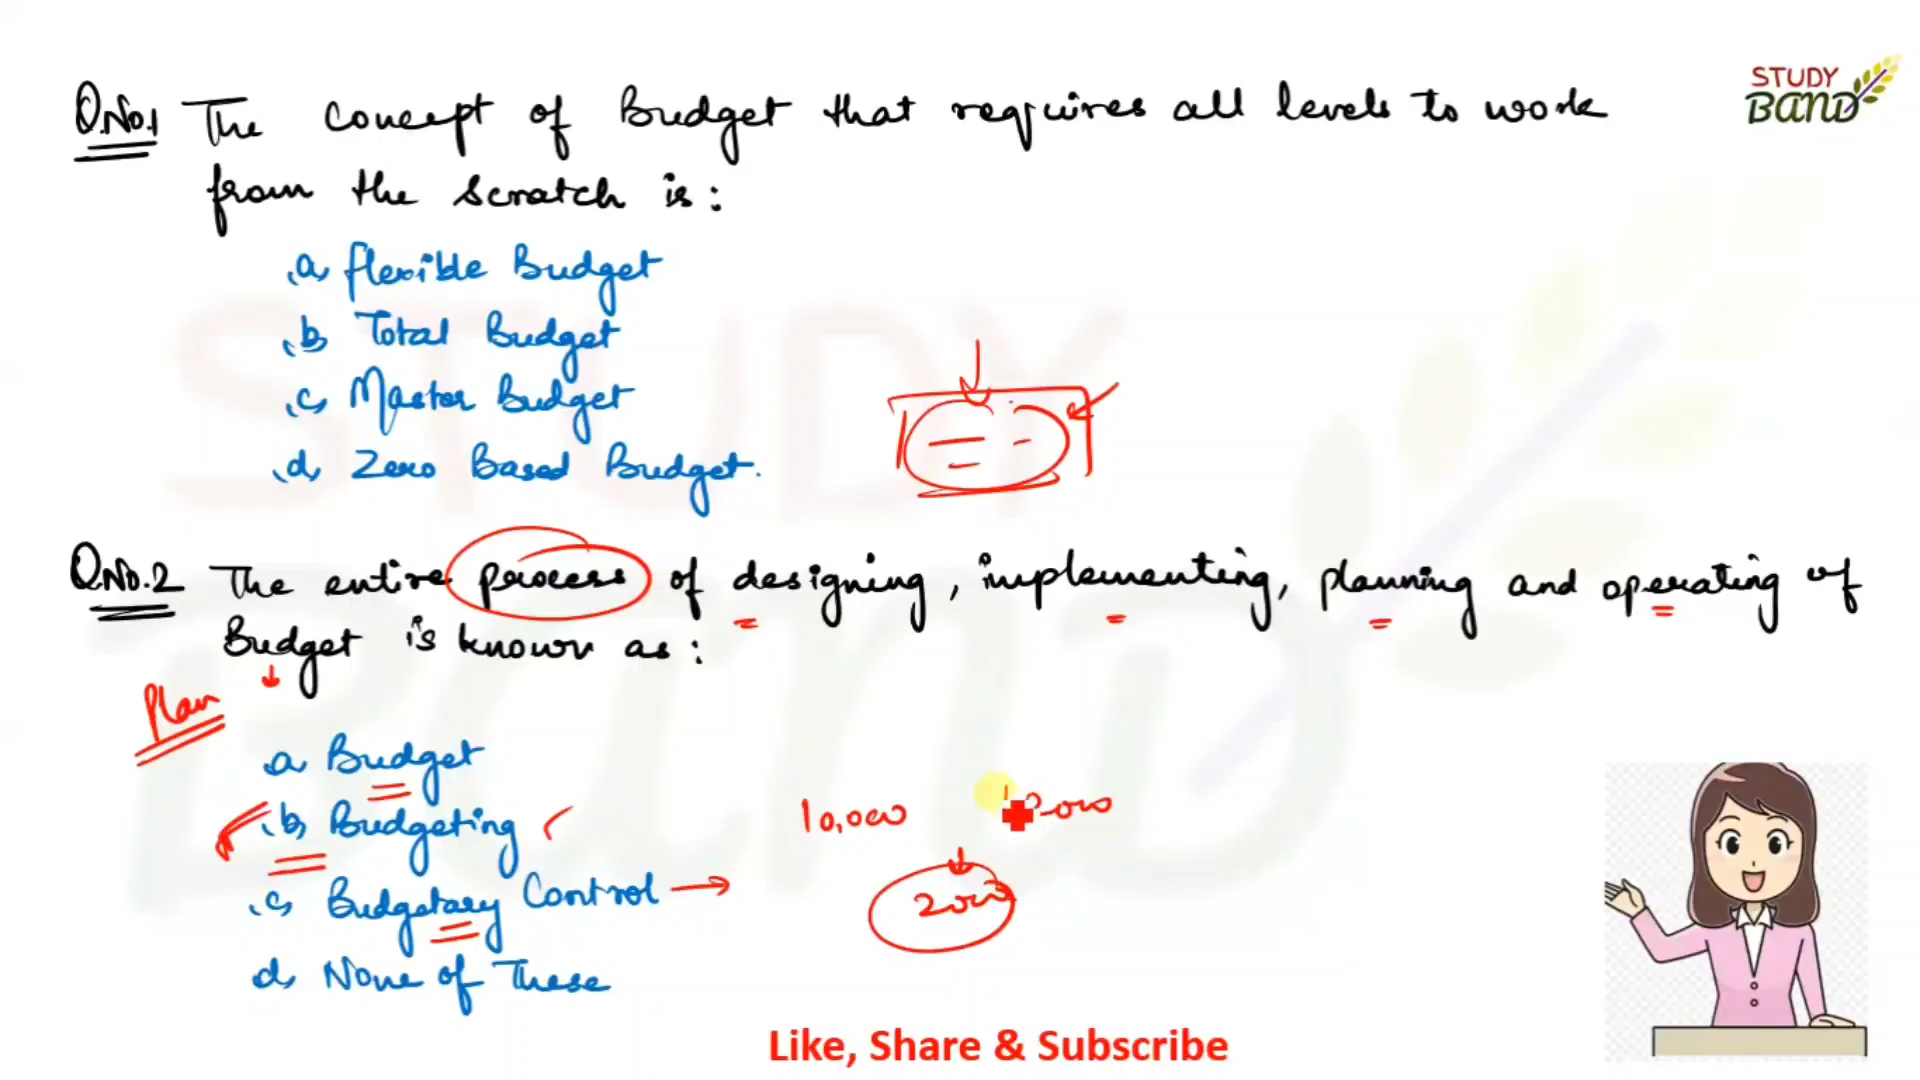 STUDY
BAND
Q.No.1 The concept of Budget that requires all levels to work
from the scratch is:
(a) Flexible Budget
(b) Total Budget
(c) Master Budget
(d) Zero Based Budget.
Q.No.2 The entire process of designing, implementing, planning and operating of
Budget is known as:
Plan
(a) Budget
(b) Budgeting
(c) Budgetary Control
(d) None of These
10,000
2000
Like, Share & Subscribe